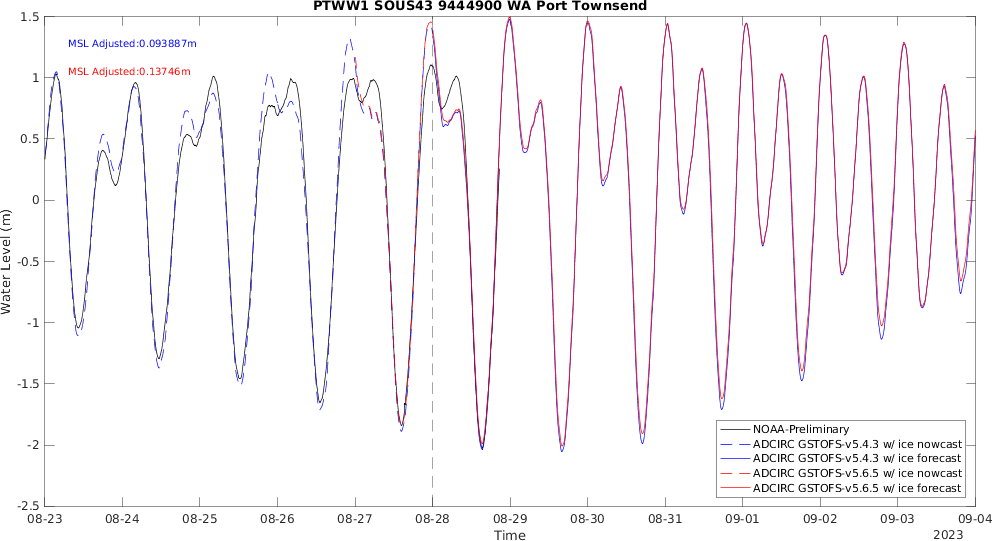 PTWW1 SOUS43 9444900 WA Port Townsend
MSL Adjusted:0.093887m
MSL Adjusted:0.13746m
Water Level (m)
1.5
1
0.5
0
-0.5
-1
-1.5
-2
-2.5
NOAA-Preliminary
ADCIRC GSTOFS-v5.4.3 w/ ice nowcast
ADCIRC GSTOFS-v5.4.3 w/ ice forecast
ADCIRC GSTOFS-v5.6.5 w/ ice nowcast
ADCIRC GSTOFS-v5.6.5 w/ ice forecast
08-23 08-24 08-25 08-26 08-27 08-28 08-29 08-30 08-31 09-01 09-02 09-03 09-04
Time
2023